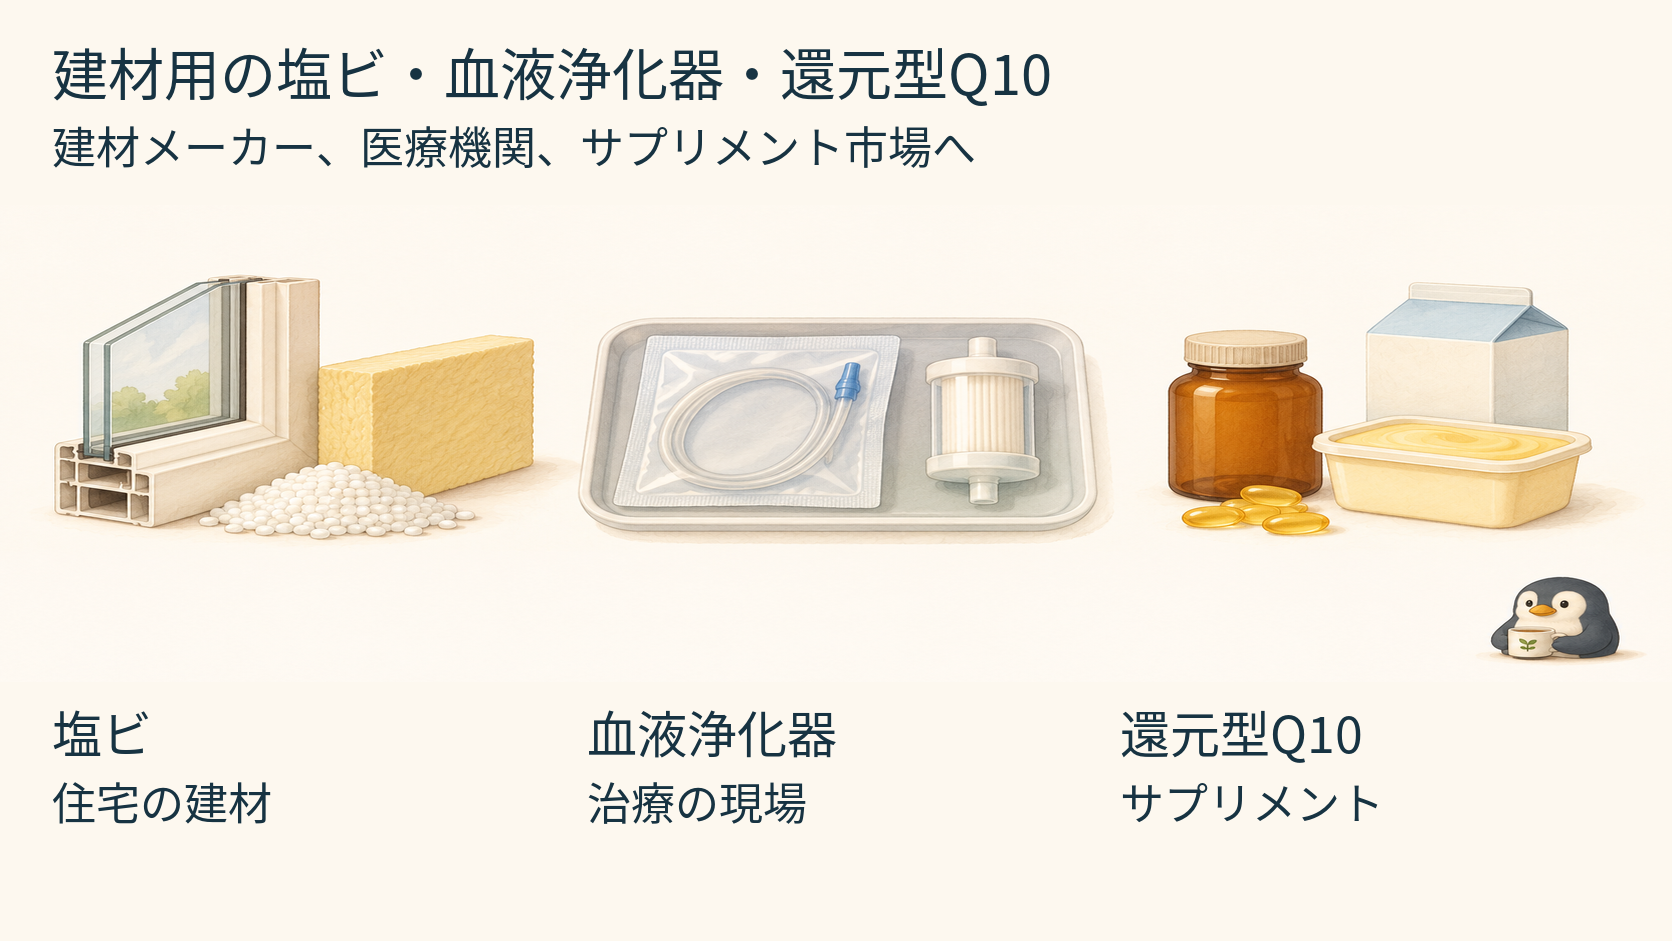 建材用の塩ビ・血液浄化器・還元型Q10
建材メーカー、医療機関、サプリメント市場へ
塩ビ
住宅の建材
血液浄化器
治療の現場
還元型Q10
サプリメント